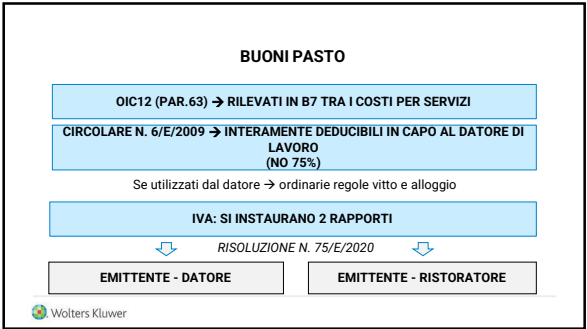 BUONI PASTO
OIC12 (PAR.63) → RILEVATI IN B7 TRA I COSTI PER SERVIZI
CIRCOLARE N. 6/E/2009 → INTERAMENTE DEDUCIBILI IN CAPO AL DATORE DI
LAVORO
(NO 75%)
Se utilizzati dal datore → ordinarie regole vitto e alloggio
IVA: SI INSTAURANO 2 RAPPORTI
RISOLUZIONE N. 75/E/2020
EMITTENTE - DATORE
EMITTENTE - RISTORATORE
Wolters Kluwer